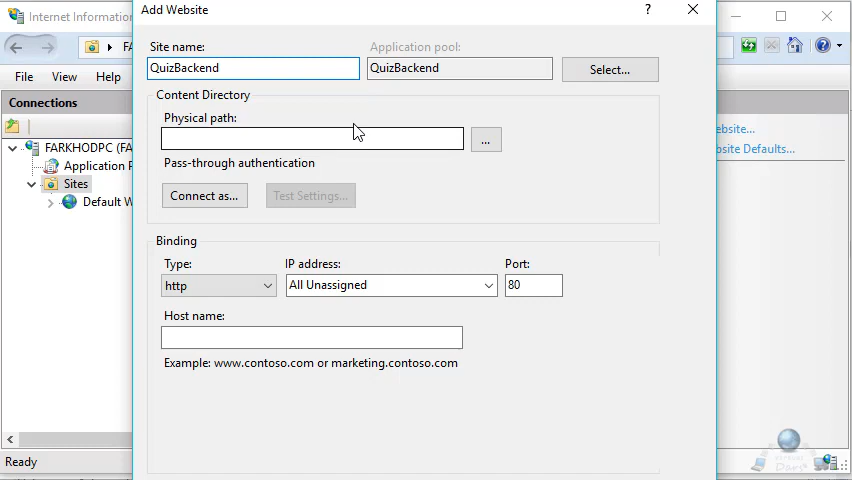 Internet Information
Add Website
?
FA
File View Help
Connections
FARKHODPC (FA
Application P
Sites
Default W
Ready
Site name:
Application pool:
QuizBackend
QuizBackend
Select...
Content Directory
Physical path:
...
Pass-through authentication
Connect as...
Test Settings...
Binding
Type:
IP address:
Port:
http
All Unassigned
80
Host name:
Example: www.contoso.com or marketing.contoso.com
ebsite...
ebsite Defaults...